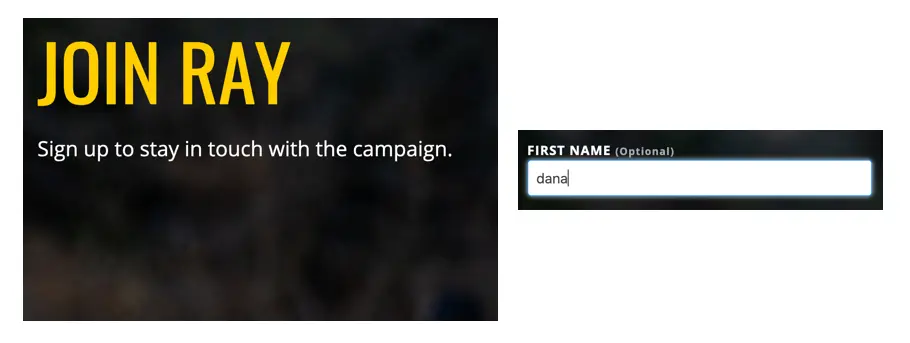 JOIN RAY
Sign up to stay in touch with the campaign.
FIRST NAME (Optional)
dana